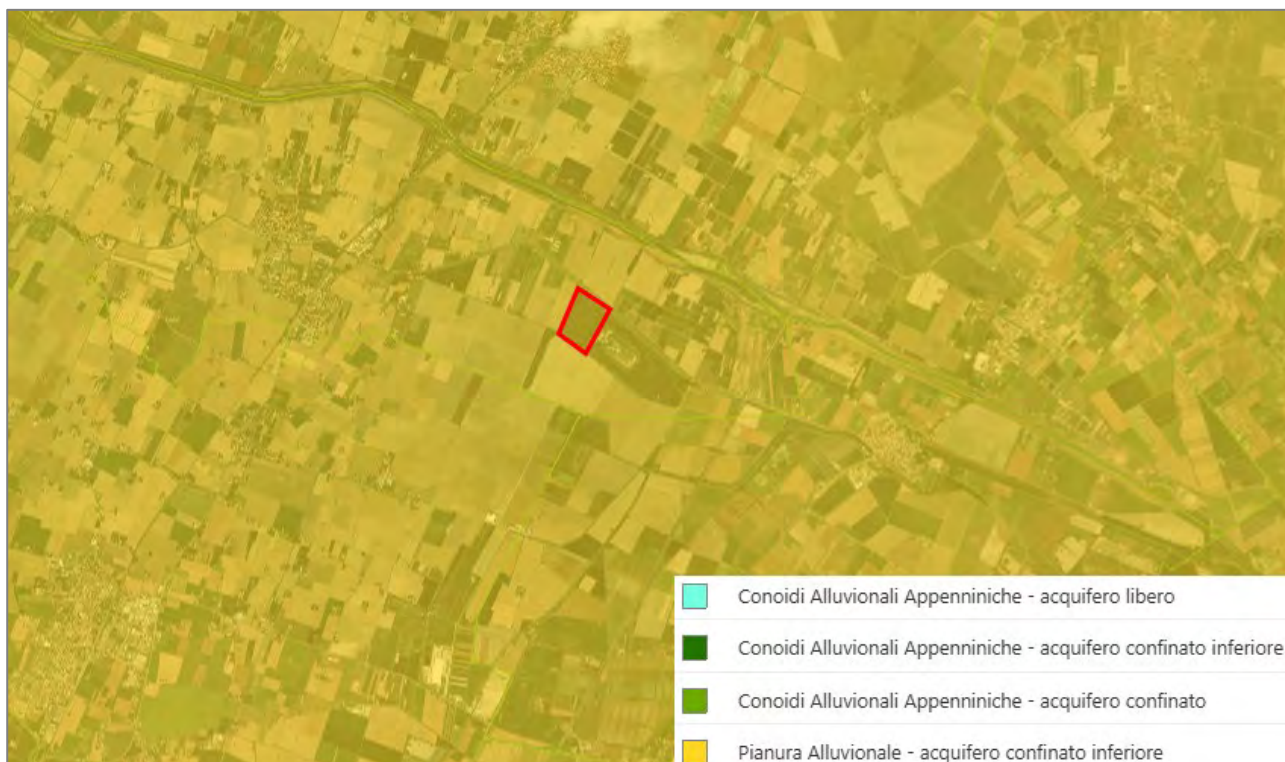 Conoidi Alluvionali Appenniniche - acquifero libero
Conoidi Alluvionali Appenniniche - acquifero confinato inferiore
Conoidi Alluvionali Appenniniche - acquifero confinato
Pianura Alluvionale - acquifero confinato inferiore